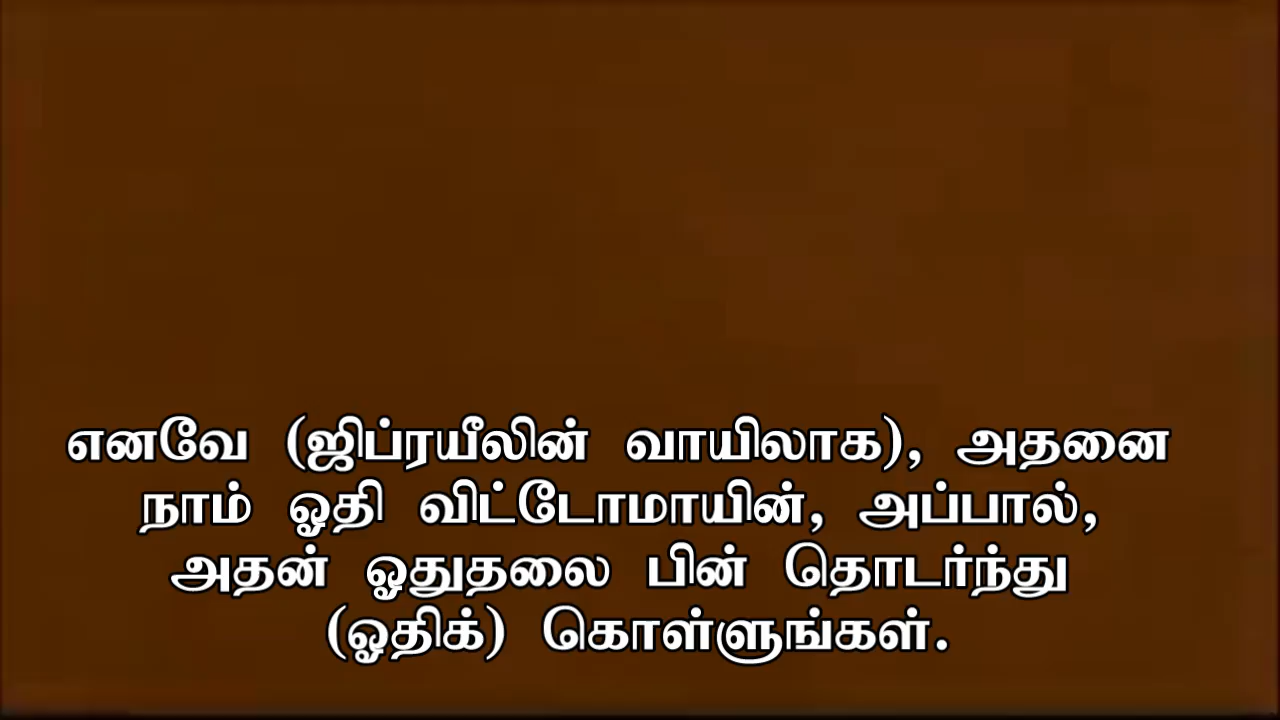 எனவே (ஜிப்ரயீலின் வாயிலாக), அதனை
நாம் ஓதி விட்டோமாயின், அப்பால்,
அதன் ஓதுதலை பின் தொடர்ந்து
(ஓதிக்) கொள்ளுங்கள்.